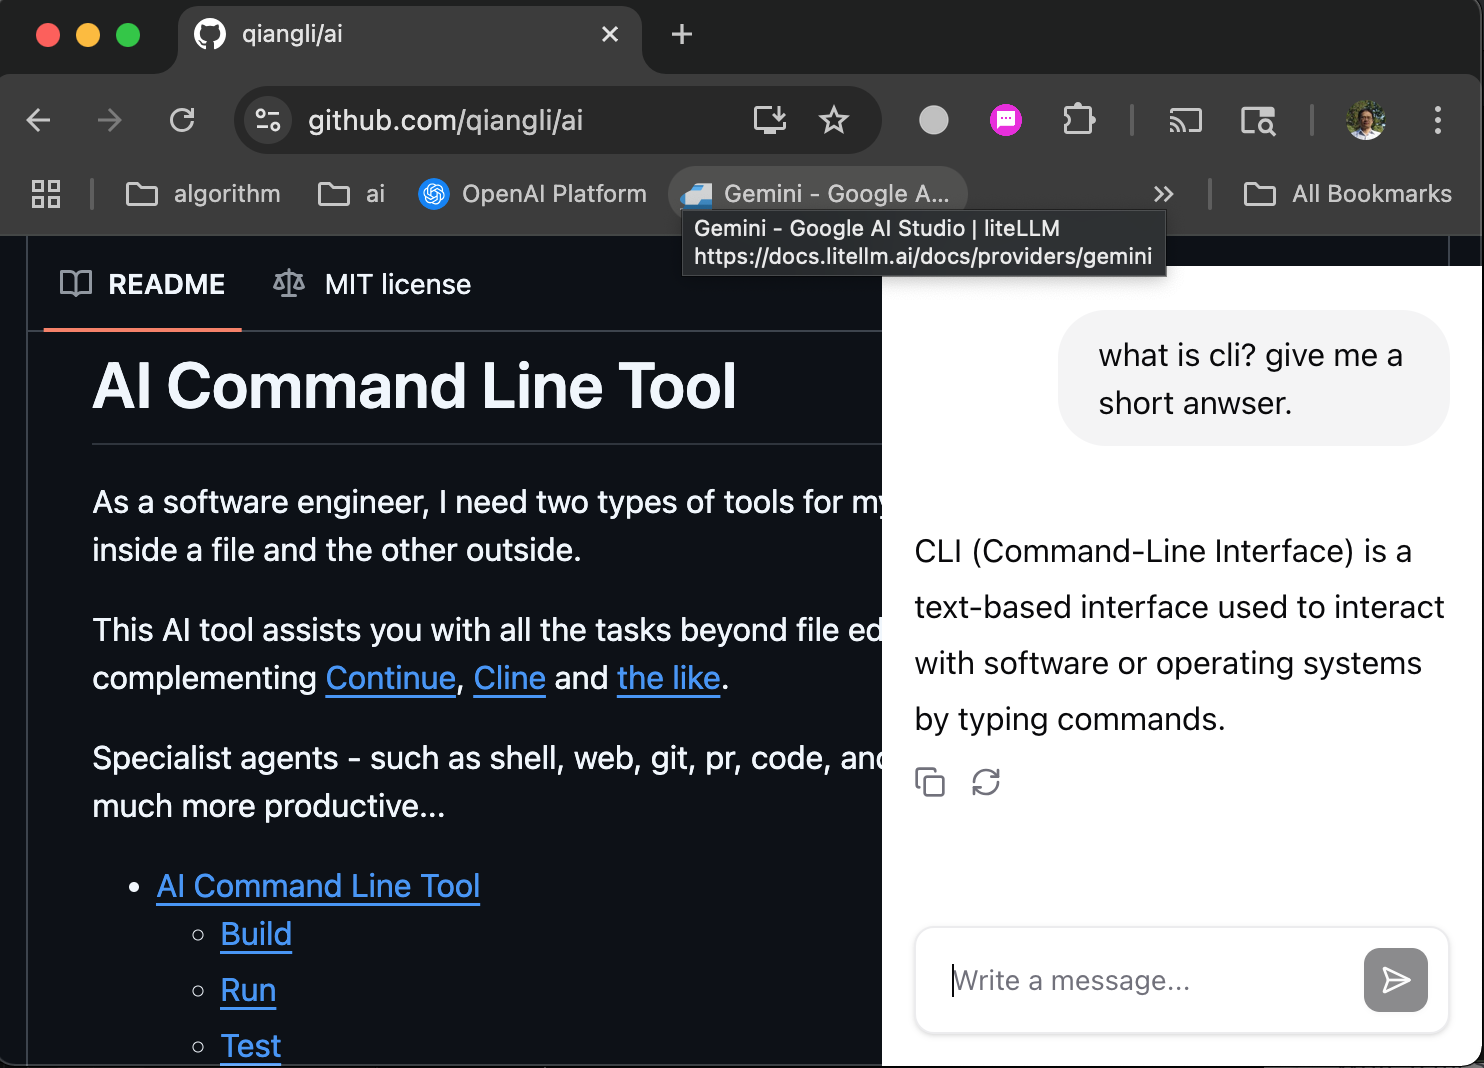 qiangli/ai
github.com/qiangli/ai
algorithm
ai
OpenAI Platform
Gemini - Google A...
All Bookmarks
Gemini - Google AI Studio | liteLLM
https://docs.litellm.ai/docs/providers/gemini
README
MIT license
AI Command Line Tool
As a software engineer, I need two types of tools for my
inside a file and the other outside.
This AI tool assists you with all the tasks beyond file ed
complementing Continue, Cline and the like.
Specialist agents - such as shell, web, git, pr, code, and
much more productive...
AI Command Line Tool
Build
Run
Test
what is cli? give me a
short anwser.
CLI (Command-Line Interface) is a
text-based interface used to interact
with software or operating systems
by typing commands.
Write a message...